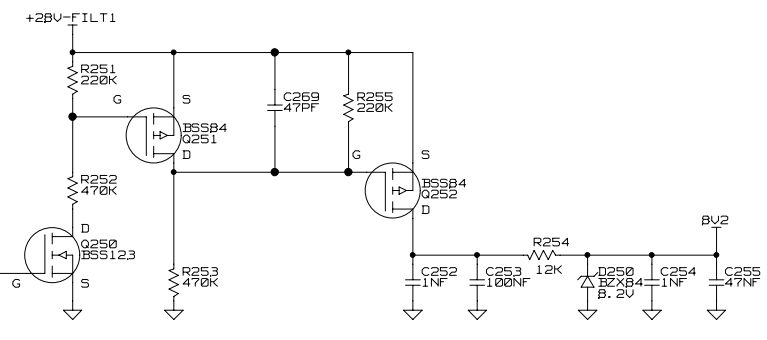 +28V-FILT1
R251
220K
G
S
BSS84
Q251
D
C269
47PF
R255
220K
G
S
BSS84
Q252
D
R252
470K
D
Q250
BSS123
G
S
R253
470K
C252
1NF
C253
100NF
R254
12K
8V2
D250
BZX84
8.2V
C254
1NF
C255
47NF